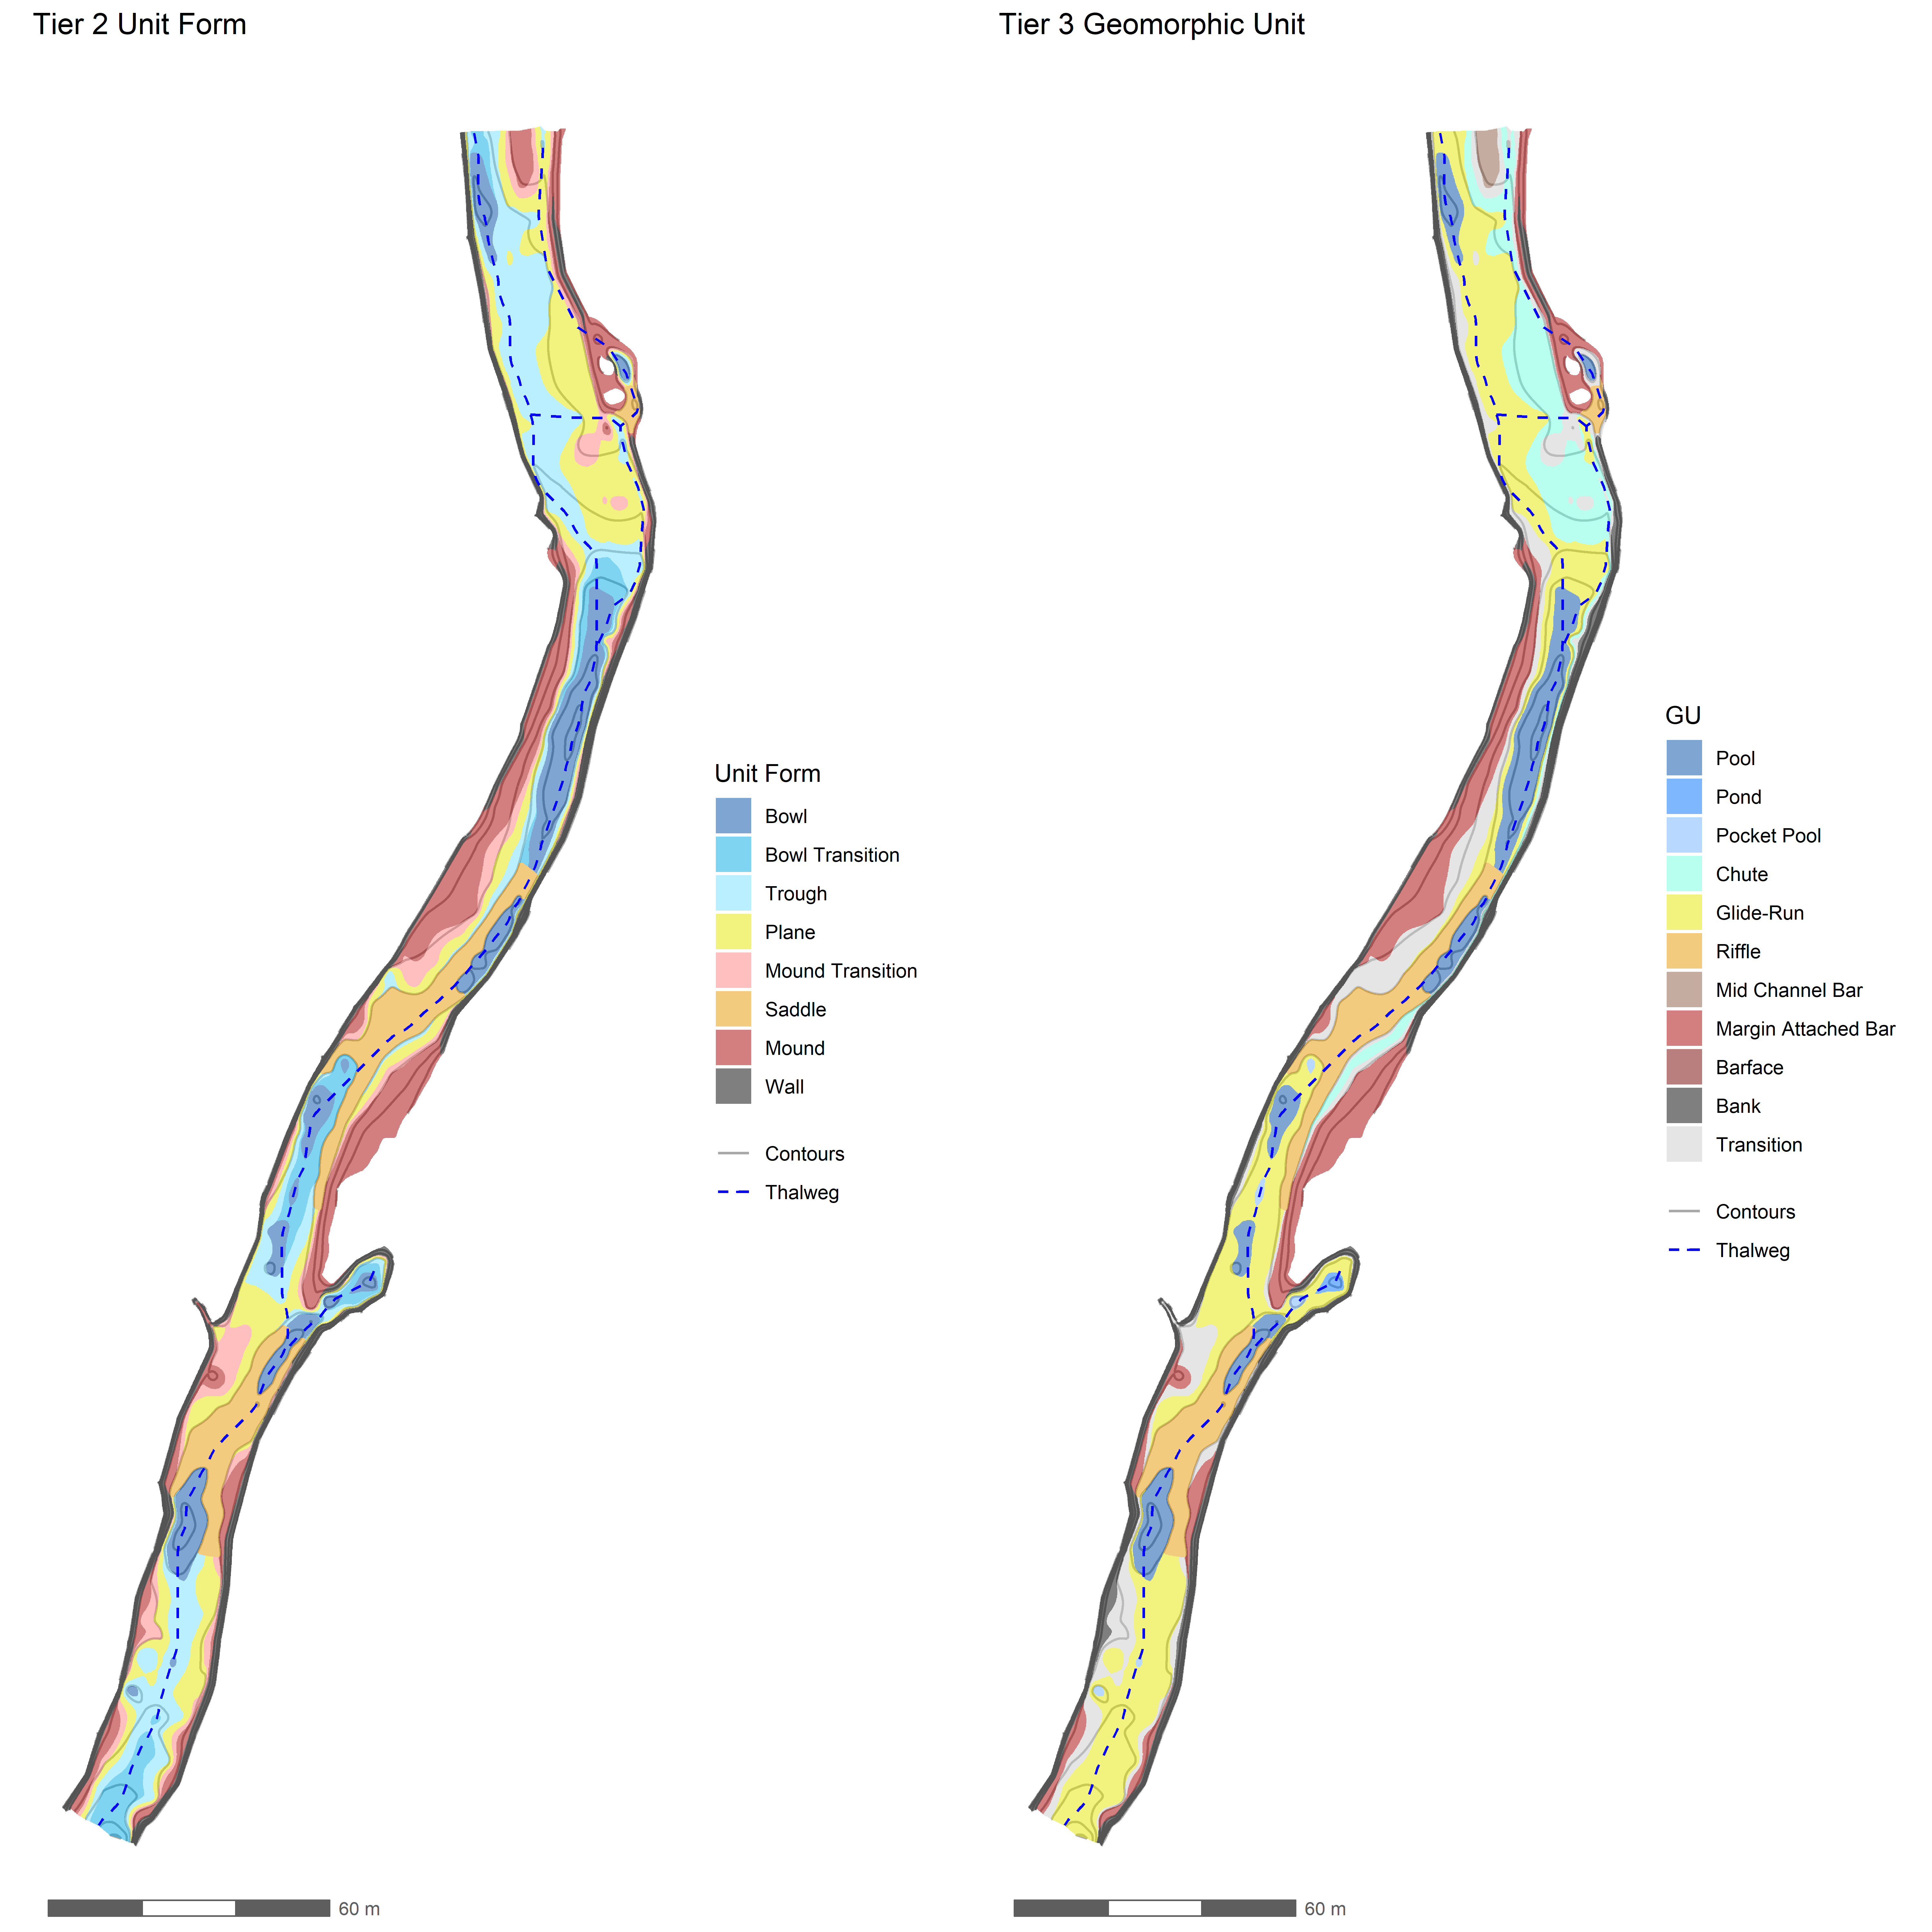 Tier 2 Unit Form
Unit Form
Bowl
Bowl Transition
Trough
Plane
Mound Transition
Saddle
Mound
Wall
Contours
Thalweg
60 m
Tier 3 Geomorphic Unit
GU
Pool
Pond
Pocket Pool
Chute
Glide-Run
Riffle
Mid Channel Bar
Margin Attached Bar
Barface
Bank
Transition
Contours
Thalweg
60 m